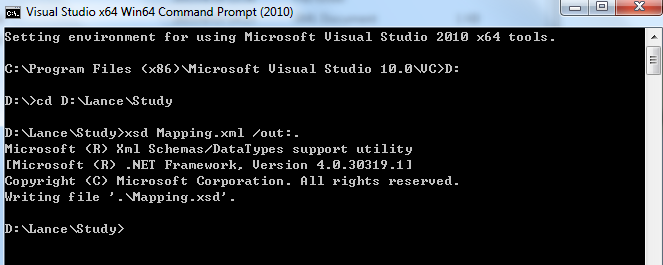 Visual Studio x64 Win64 Command Prompt (2010)
Setting environment for using Microsoft Visual Studio 2010 x64 tools.
C:\Program Files (x86)\Microsoft Visual Studio 10.0\VC>D:
D:\>cd D:\Lance\Study
D:\Lance\Study>xsd Mapping.xml /out:.
Microsoft (R) Xml Schemas/DataTypes support utility
[Microsoft (R) .NET Framework, Version 4.0.30319.1]
Copyright (C) Microsoft Corporation. All rights reserved.
Writing file '.\Mapping.xsd'.
D:\Lance\Study>